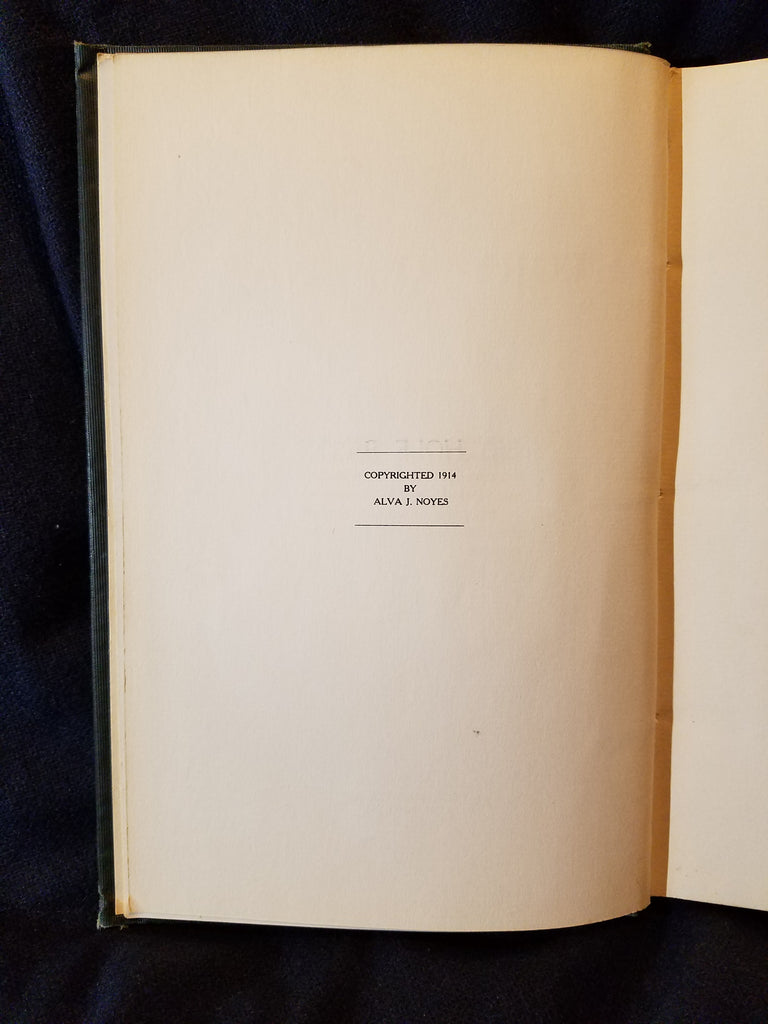 COPYRIGHTED 1914
BY
ALVA J. NOYES